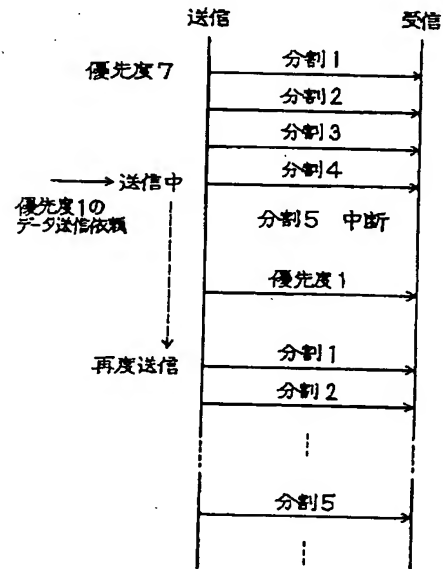 送信 受信
優先度7
分割1
分割2
分割3
分割4
送信中
優先度1の
データ送信依頼
分割5 中断
優先度1
再度送信
分割1
分割2
分割5